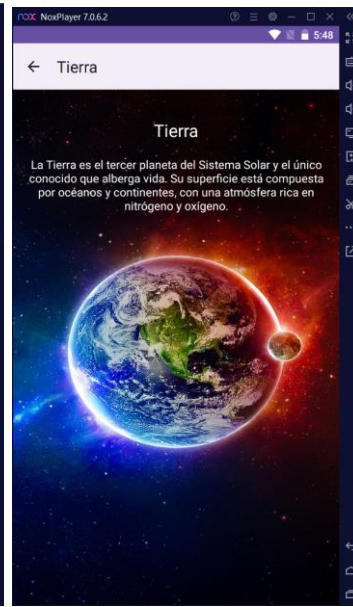 NoxPlayer 7.0.6.2
5:48
Tierra
Tierra
La Tierra es el tercer planeta del Sistema Solar y el único
conocido que alberga vida. Su superficie está compuesta
por océanos y continentes, con una atmósfera rica en
nitrógeno y oxígeno.